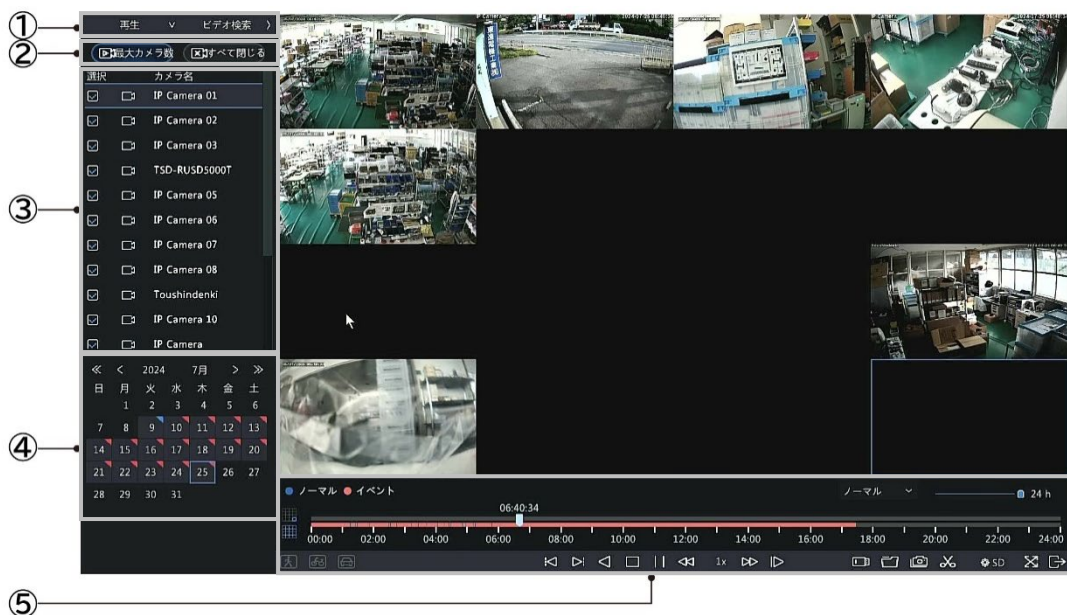 ①
再生 ∨ ビデオ検索 〉
②
最大カメラ数 すべて閉じる
選択 カメラ名
IP Camera 01
IP Camera 02
IP Camera 03
TSD-RUSD5000T
③
IP Camera 05
IP Camera 06
IP Camera 07
IP Camera 08
Toushindenki
IP Camera 10
IP Camera
2024 7月
日 月 火 水 木 金 土
1 2 3 4 5 6
7 8 9 10 11 12 13
④
14 15 16 17 18 19 20
21 22 23 24 25 26 27
28 29 30 31
ノーマル イベント ノーマル 24 h
06:40:34
00:00 02:00 04:00 06:00 08:00 10:00 12:00 14:00 16:00 18:00 20:00 22:00 24:00
1x SD
⑤